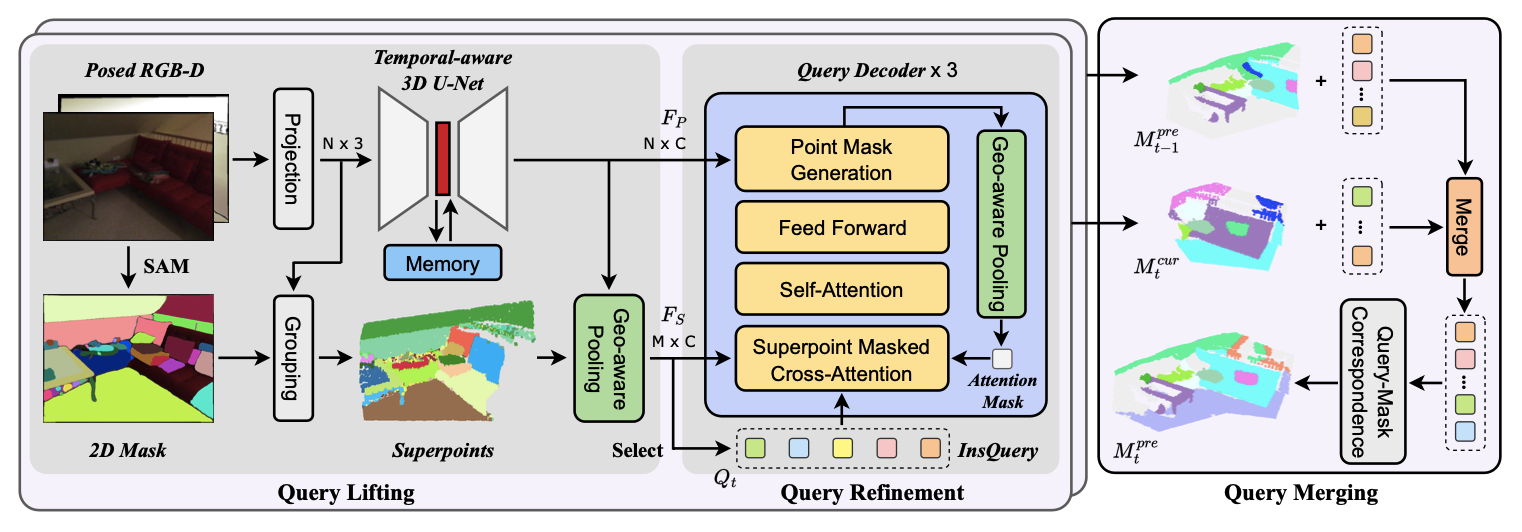 Posed RGB-D
SAM
2D Mask
Projection
N x 3
Grouping
Temporal-aware
3D U-Net
Memory
Superpoints
Geo-aware
Pooling
F_P
N x C
F_S
M x C
Select
Query Lifting
Query Decoder x 3
Point Mask
Generation
Feed Forward
Self-Attention
Superpoint Masked
Cross-Attention
Geo-aware Pooling
Attention
Mask
Q_t
InsQuery
Query Refinement
M_{t-1}^{pre}
+
...
M_t^{cur}
+
...
Merge
...
Query-Mask
Correspondence
M_t^{pre}
Query Merging